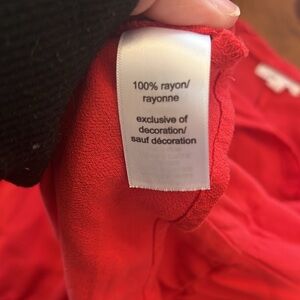 100% rayon/
rayonne
exclusive of
decoration/
sauf décoration